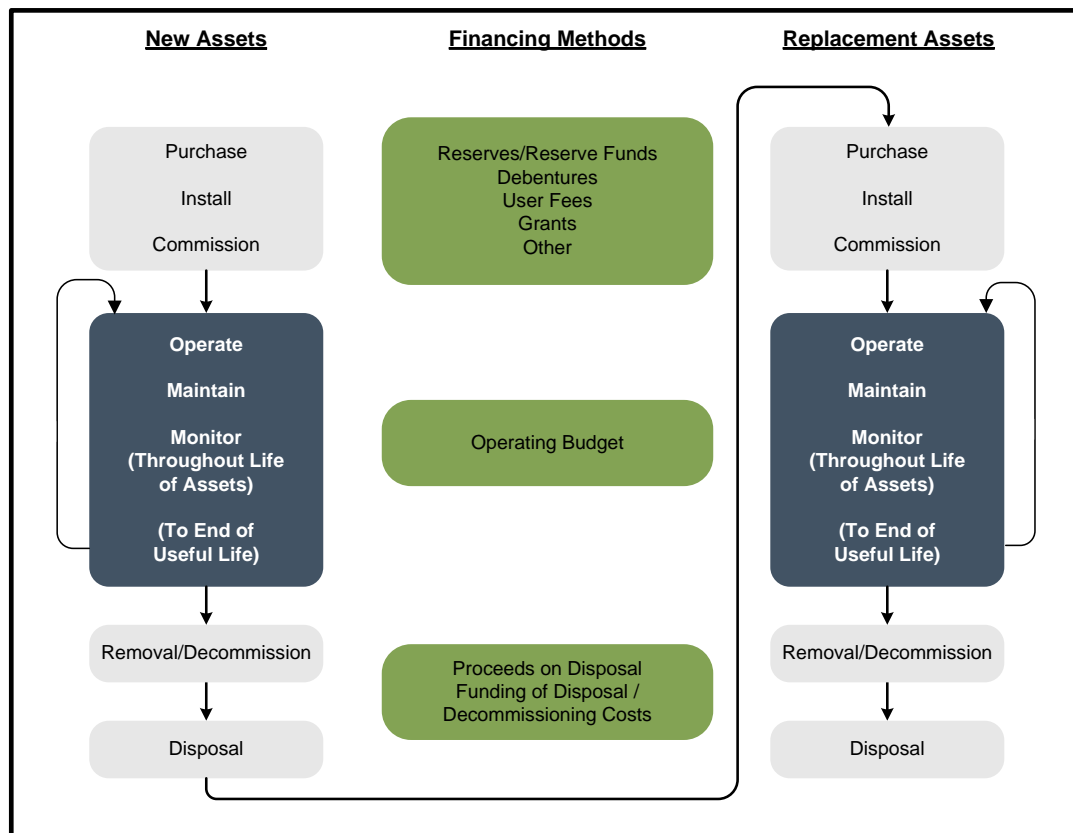 New Assets
Financing Methods
Replacement Assets
Purchase
Install
Commission
Operate
Maintain
Monitor
(Throughout Life
of Assets)
(To End of
Useful Life)
Removal/Decommission
Disposal
Reserves/Reserve Funds
Debentures
User Fees
Grants
Other
Operating Budget
Proceeds on Disposal
Funding of Disposal /
Decommissioning Costs
Purchase
Install
Commission
Operate
Maintain
Monitor
(Throughout Life
of Assets)
(To End of
Useful Life)
Removal/Decommission
Disposal